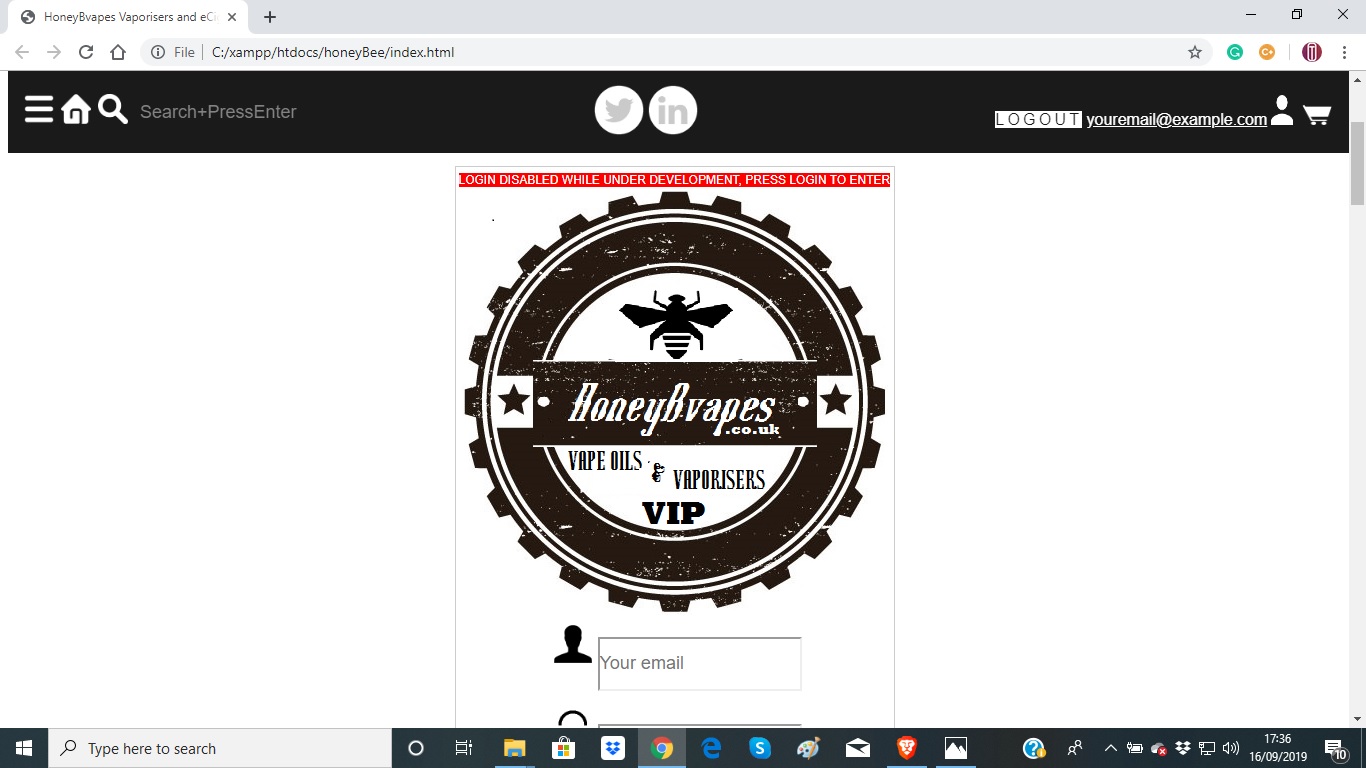 HoneyBvapes Vaporisers and eCi
File
C:/xampp/htdocs/honeyBee/index.html
Search+PressEnter
LOGOUT youremail@example.com
LOGIN DISABLED WHILE UNDER DEVELOPMENT, PRESS LOGIN TO ENTER
HoneyBvapes
.co.uk
VAPE OILS & VAPORISERS
VIP
Your email
Type here to search
17:36
16/09/2019
10